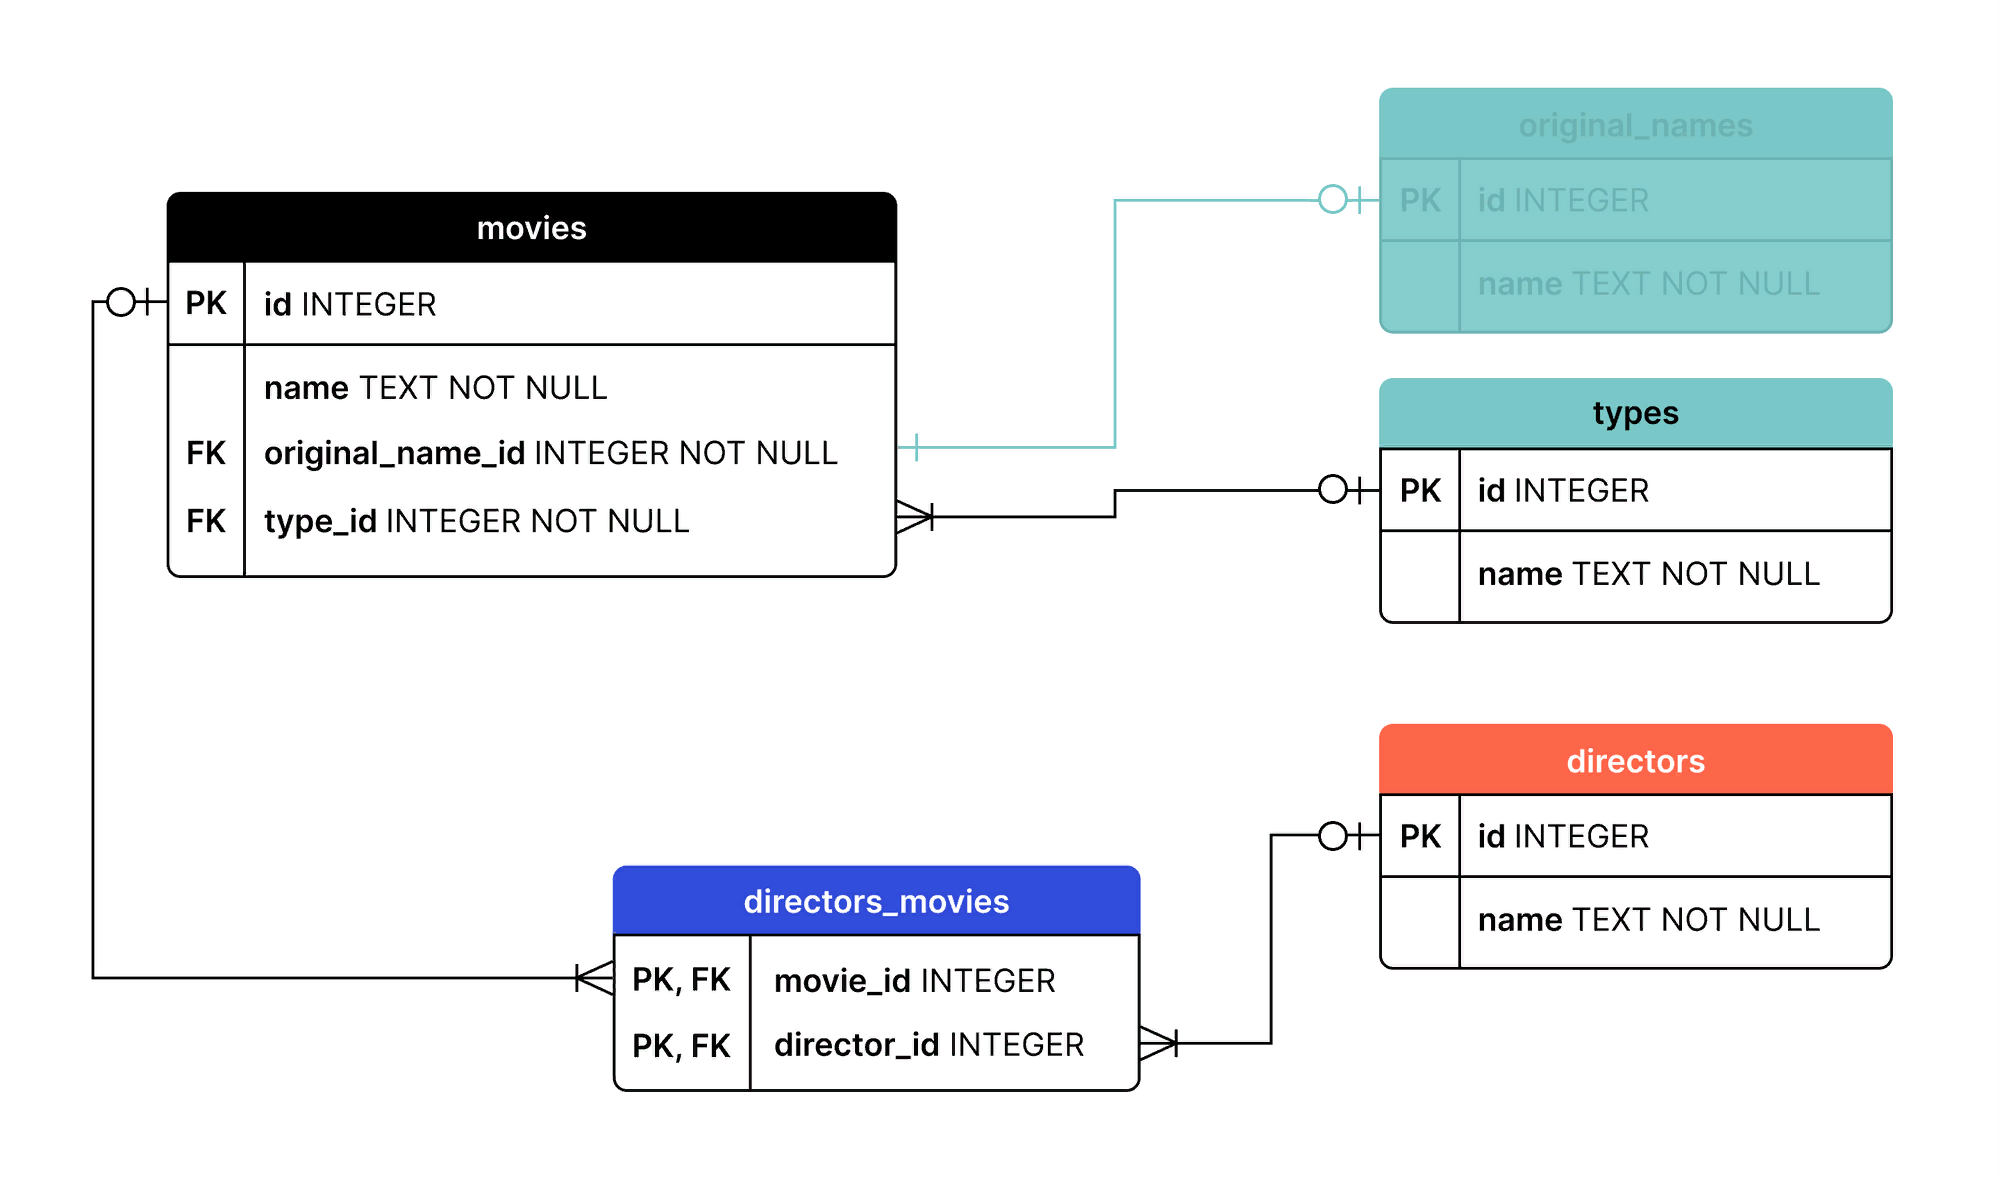 movies
PK id INTEGER
name TEXT NOT NULL
FK original_name_id INTEGER NOT NULL
FK type_id INTEGER NOT NULL
original_names
PK id INTEGER
name TEXT NOT NULL
types
PK id INTEGER
name TEXT NOT NULL
directors
PK id INTEGER
name TEXT NOT NULL
directors_movies
PK, FK movie_id INTEGER
PK, FK director_id INTEGER